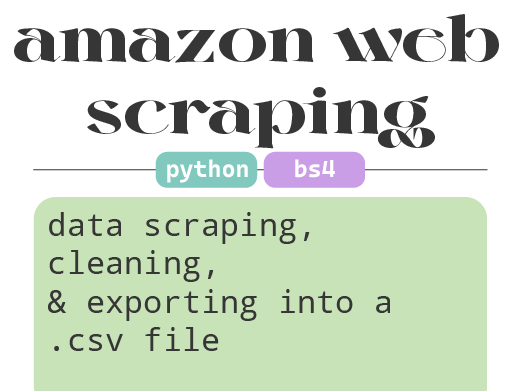 amazon web
scraping
python bs4
data scraping,
cleaning,
& exporting into a
.csv file